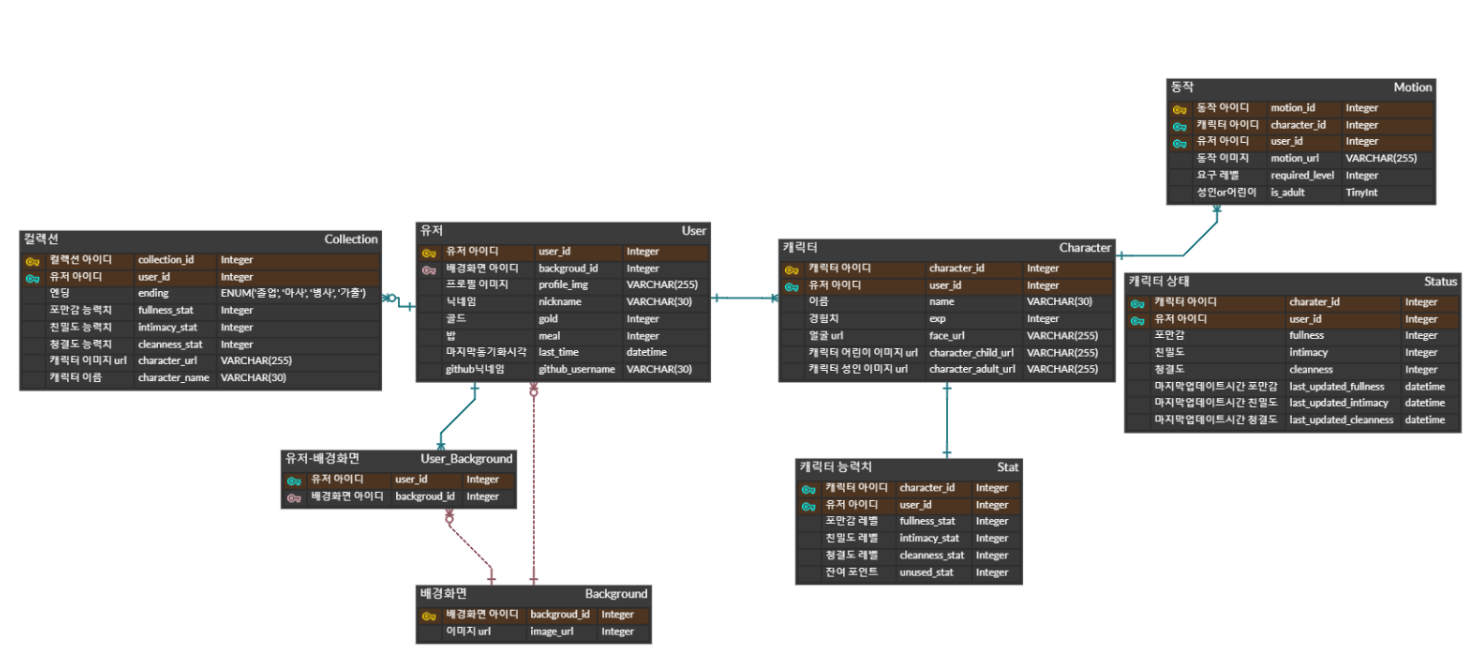 동작 Motion
동작 아이디 motion_id Integer
캐릭터 아이디 character_id Integer
유저 아이디 user_id Integer
동작 이미지 motion_url VARCHAR(255)
요구 레벨 required_level Integer
성인or어린이 is_adult TinyInt
컬렉션 Collection
컬렉션 아이디 collection_id Integer
유저 아이디 user_id Integer
엔딩 ending ENUM('졸업', '아사', '병사', '가출')
포만감 능력치 fullness_stat Integer
친밀도 능력치 intimacy_stat Integer
청결도 능력치 cleanness_stat Integer
캐릭터 이미지 url character_url VARCHAR(255)
캐릭터 이름 character_name VARCHAR(30)
유저 User
유저 아이디 user_id Integer
배경화면 아이디 backgroud_id Integer
프로필 이미지 profile_img VARCHAR(255)
닉네임 nickname VARCHAR(30)
골드 gold Integer
밥 meal Integer
마지막동기화시각 last_time datetime
github닉네임 github_username VARCHAR(30)
캐릭터 Character
캐릭터 아이디 character_id Integer
유저 아이디 user_id Integer
이름 name VARCHAR(30)
경험치 exp Integer
얼굴 url face_url VARCHAR(255)
캐릭터 어린이 이미지 url character_child_url VARCHAR(255)
캐릭터 성인 이미지 url character_adult_url VARCHAR(255)
캐릭터 상태 Status
캐릭터 아이디 charater_id Integer
유저 아이디 user_id Integer
포만감 fullness Integer
친밀도 intimacy Integer
청결도 cleanness Integer
마지막업데이트시간 포만감 last_updated_fullness datetime
마지막업데이트시간 친밀도 last_updated_intimacy datetime
마지막업데이트시간 청결도 last_updated_cleanness datetime
유저-배경화면 User_Background
유저 아이디 user_id Integer
배경화면 아이디 backgroud_id Integer
캐릭터 능력치 Stat
캐릭터 아이디 character_id Integer
유저 아이디 user_id Integer
포만감 레벨 fullness_stat Integer
친밀도 레벨 intimacy_stat Integer
청결도 레벨 cleanness_stat Integer
잔여 포인트 unused_stat Integer
배경화면 Background
배경화면 아이디 backgroud_id Integer
이미지 url image_url Integer